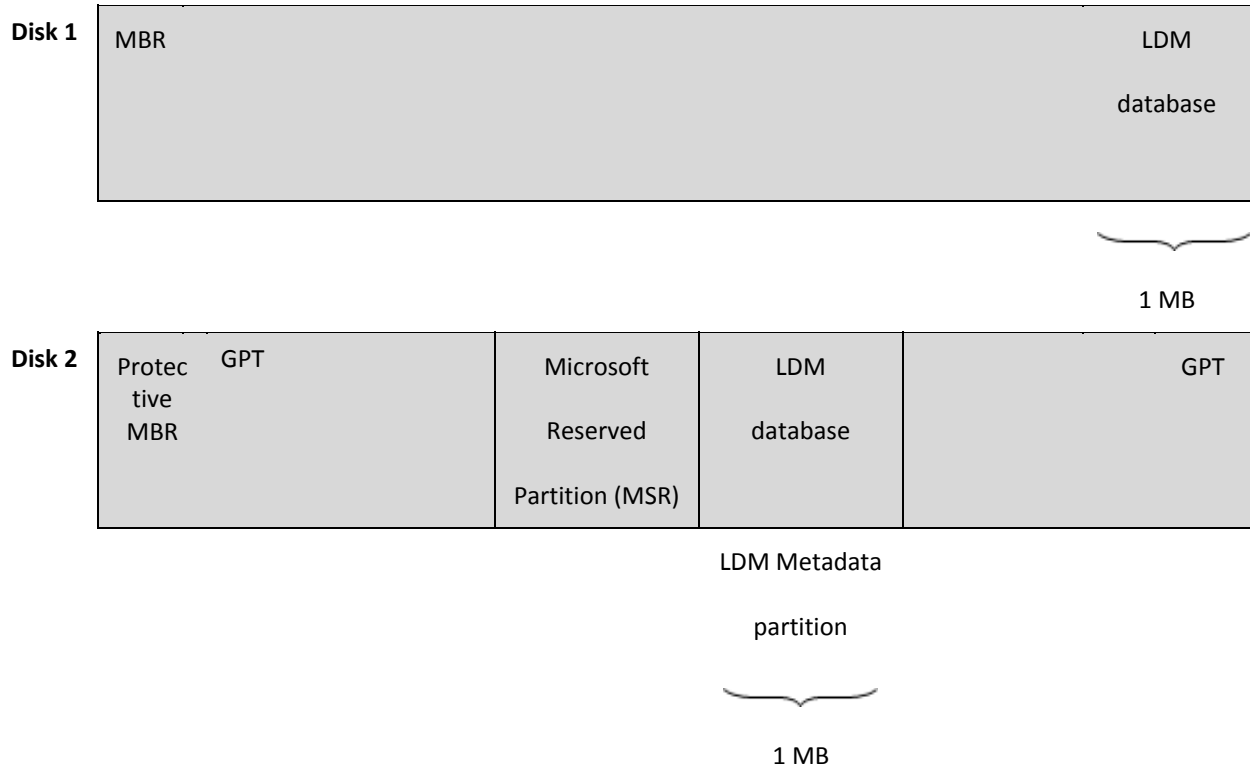 Disk 1
MBR
LDM
database
1 MB
Disk 2
Protec
tive
MBR
GPT
Microsoft
Reserved
Partition (MSR)
LDM
database
GPT
LDM Metadada
partition
1 MB